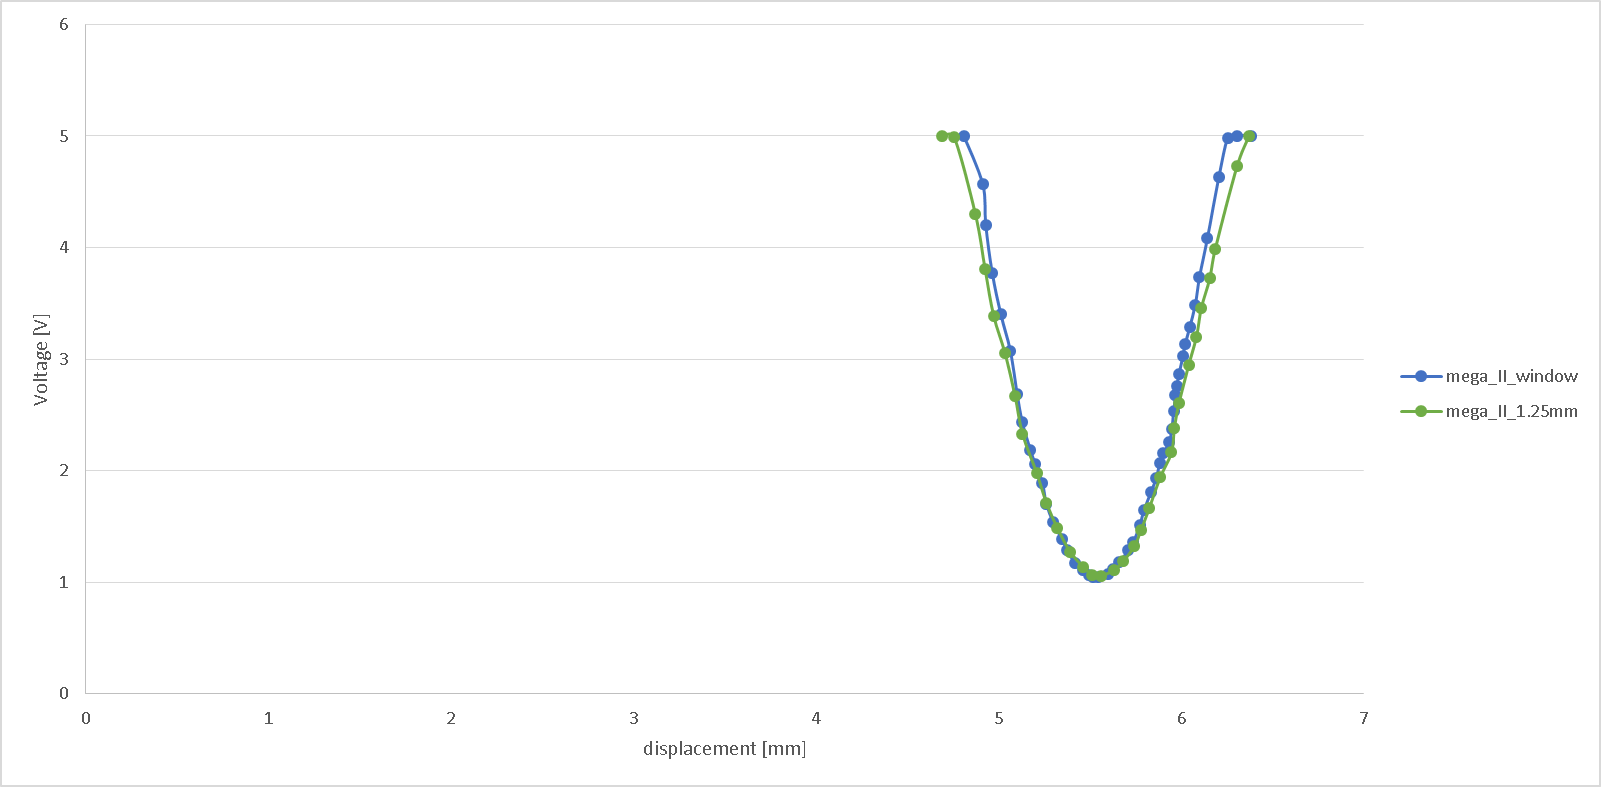 6
5
4
3
2
1
0
0 1 2 3 4 5 6 7
Voltage [V]
displacement [mm]
mega_II_window
mega_II_1.25mm